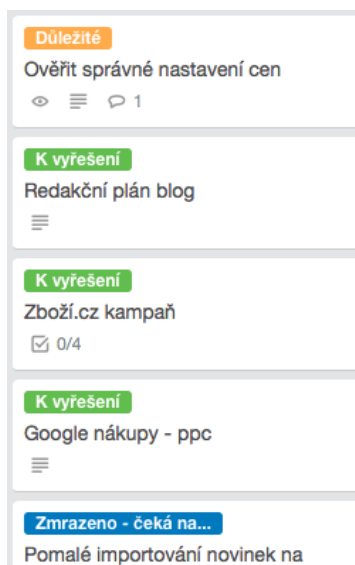 Důležité
Ověřit správné nastavení cen
1
K vyřešení
Redakční plán blog
K vyřešení
Zboží.cz kampaň
0/4
K vyřešení
Google nákupy - ppc
Zmrazeno - čeká na...
Pomalé importování novinek na